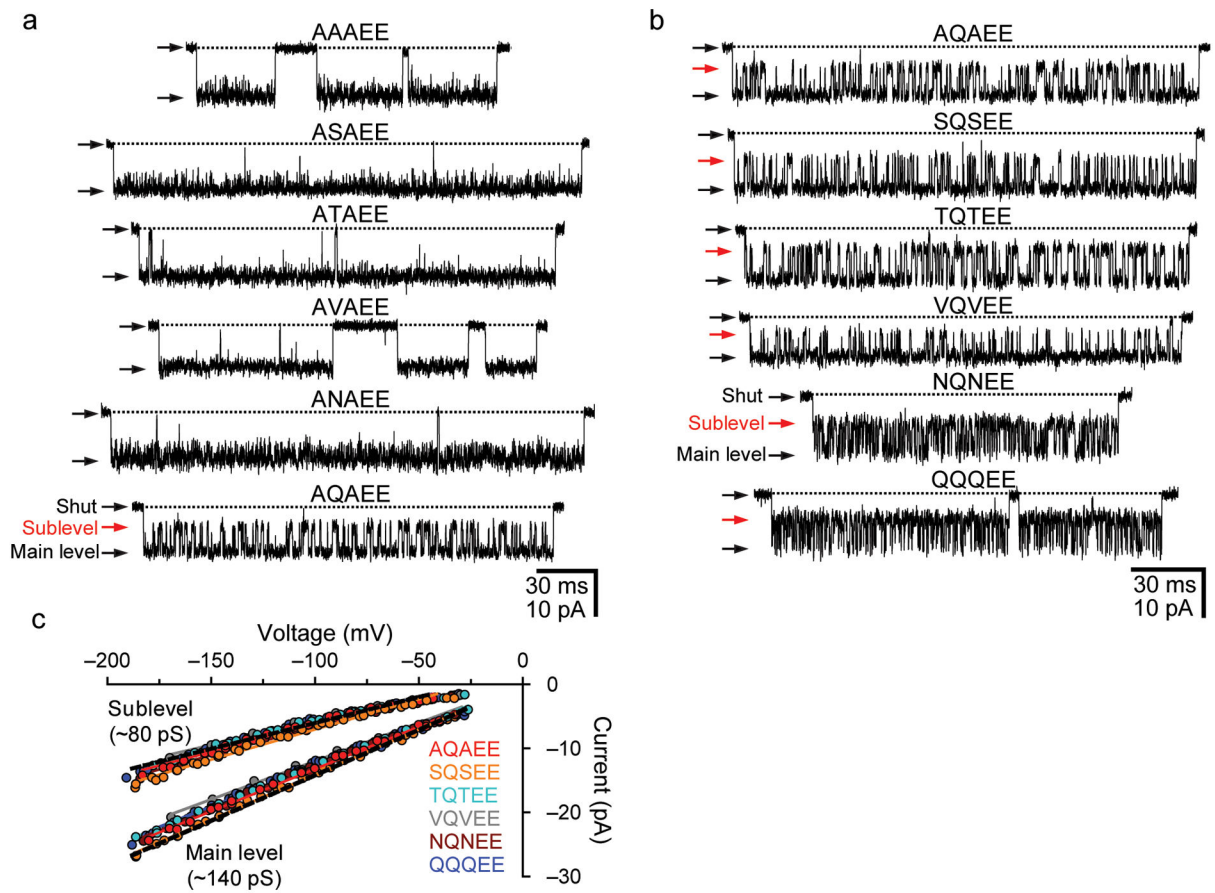 a
AAAEE
ASAEE
ATAEE
AVAEE
ANAEE
AQAEE
Shut
Sublevel
Main level
30 ms
10 pA
b
AQAEE
SQSEE
TQTEE
VQVEE
NQNEE
Shut
Sublevel
Main level
QQQEE
30 ms
10 pA
c
Voltage (mV)
–200 –150 –100 –50 0
0
–10
–20
–30
Current (pA)
Sublevel
(~80 pS)
AQAEE
SQSEE
TQTEE
VQVEE
NQNEE
QQQEE
Main level
(~140 pS)